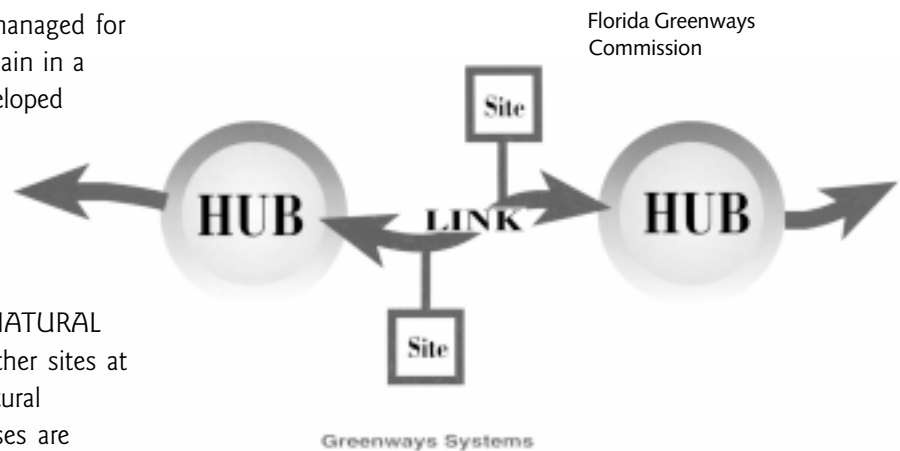 managed for
ain in a
eloped
Florida Greenways
Commission
Site
HUB
LINK
HUB
Site
NATURAL
ther sites at
tural
ses are
Greenways Systems